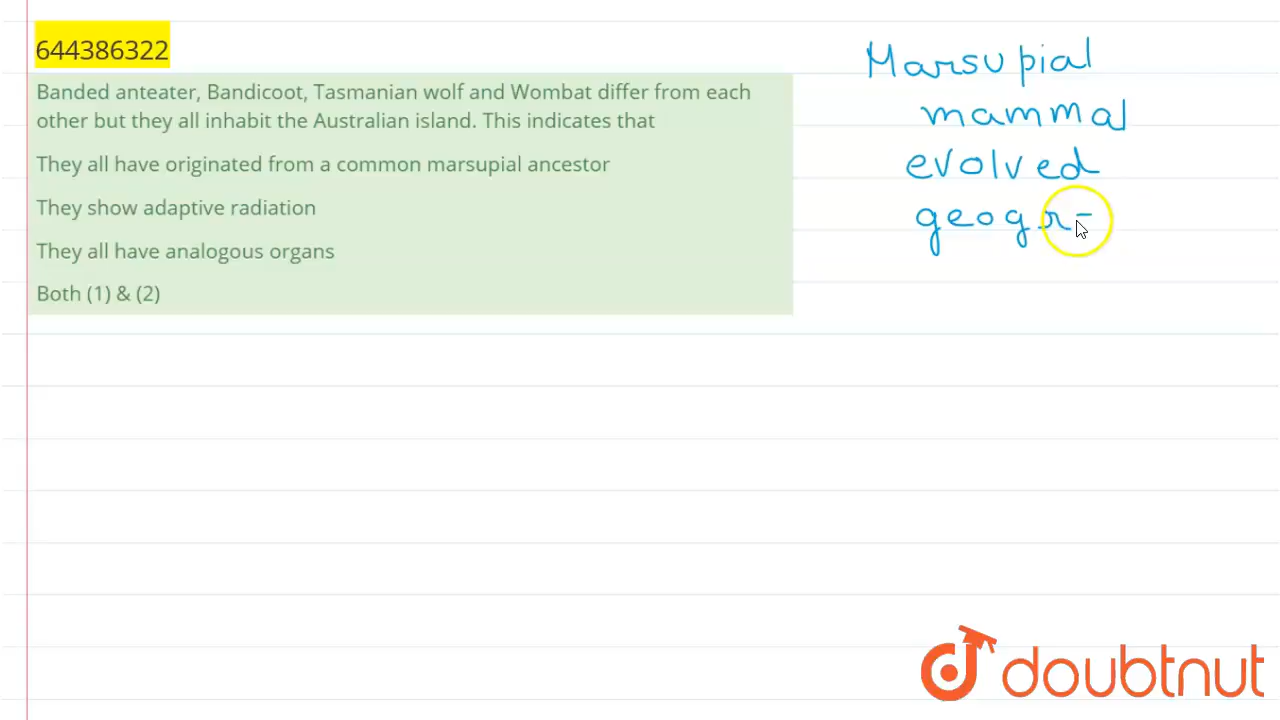 644386322
Banded anteater, Bandicoot, Tasmanian wolf and Wombat differ from each
other but they all inhabit the Australian island. This indicates that
They all have originated from a common marsupial ancestor
They show adaptive radiation
They all have analogous organs
Both (1) & (2)
Marsupial
mammal
evolved
geogr
doubtnut